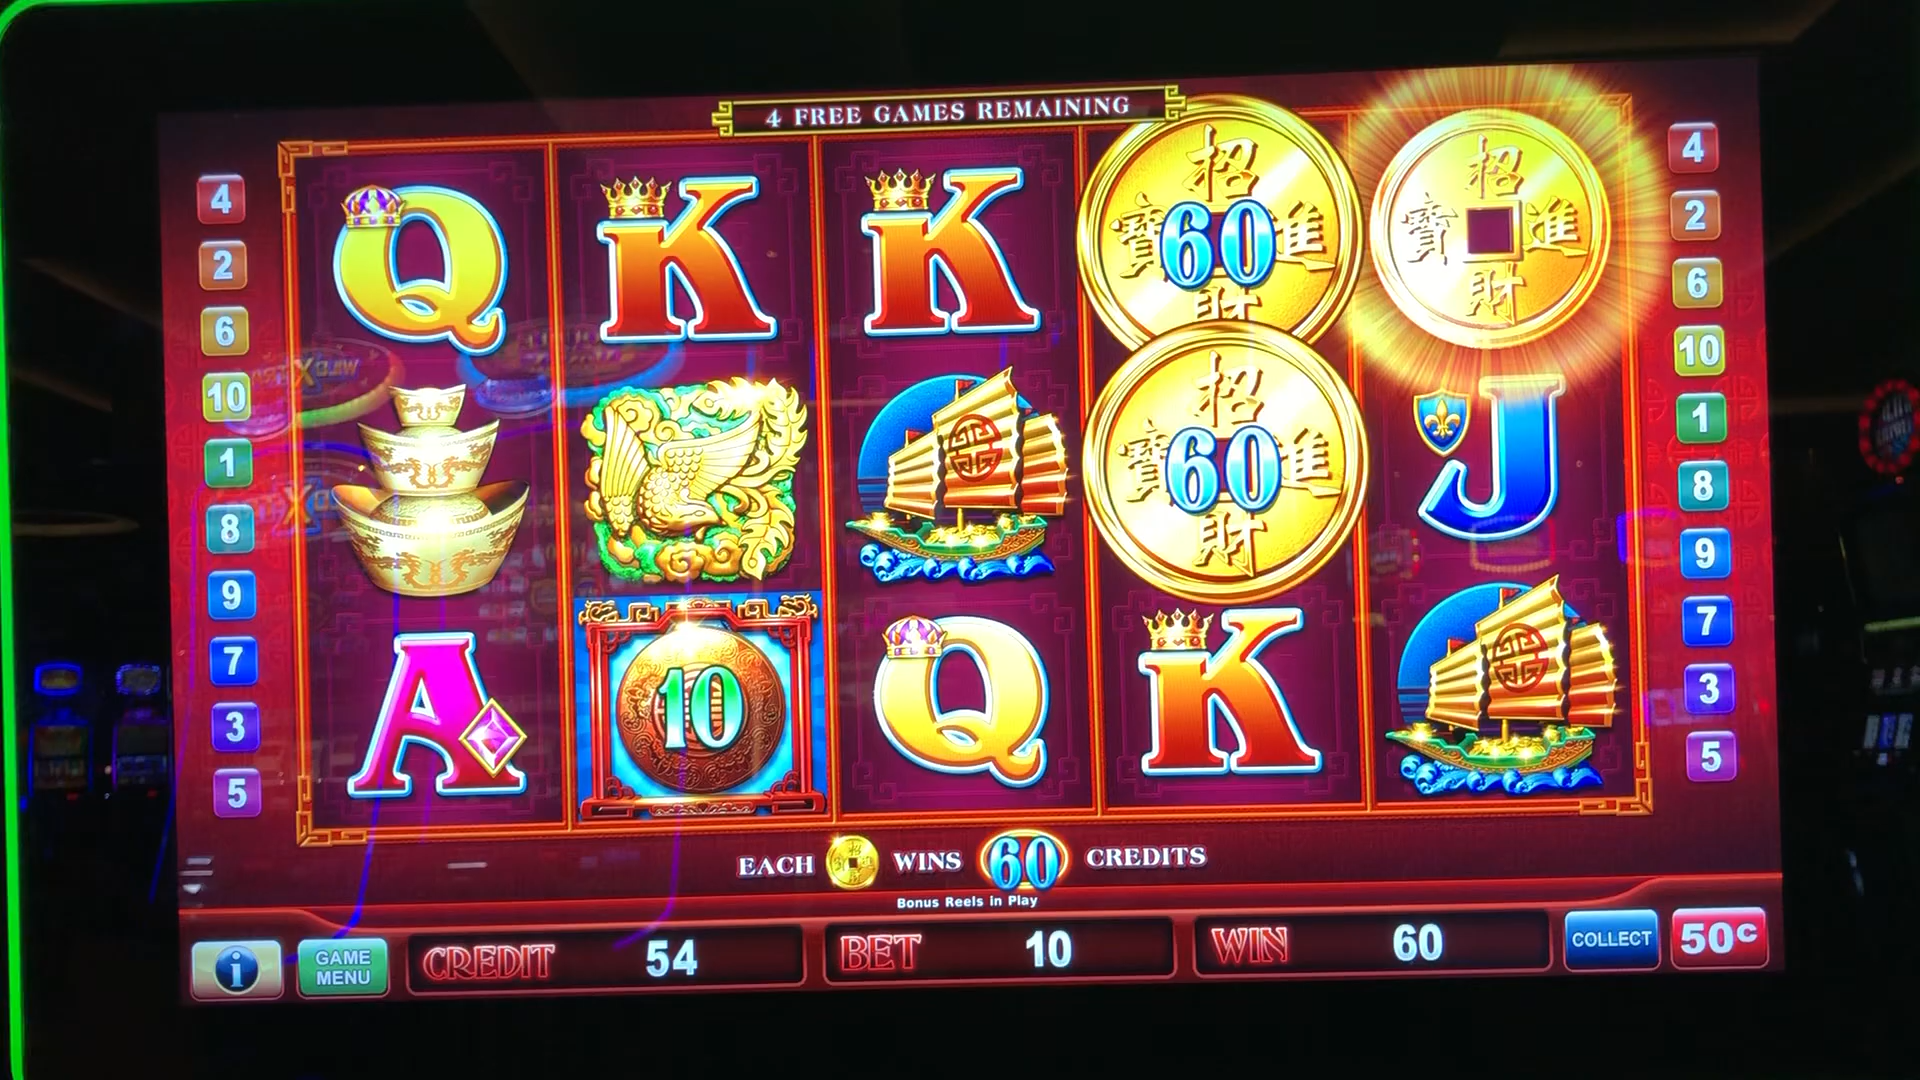 4 FREE GAMES REMAINING
4
2
6
10
1
8
9
7
3
5
Q
K
K
招
寶 60 進
財
招
寶 進
財
招
寶 60 進
財
J
A
10
Q
K
4
2
6
10
1
8
9
7
3
5
EACH WINS 60 CREDITS
Bonus Reels in Play
i
GAME
MENU
CREDIT 54
BET 10
WIN 60
COLLECT
50¢